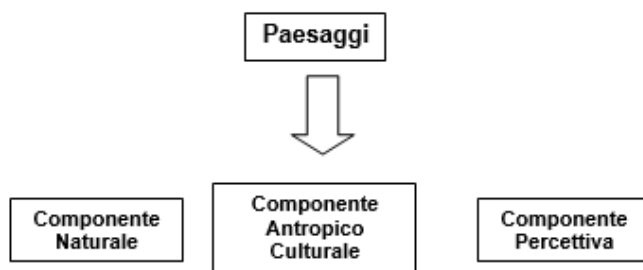 Paesaggi
Componente
Naturale
Componente
Antropico
Culturale
Componente
Percettiva